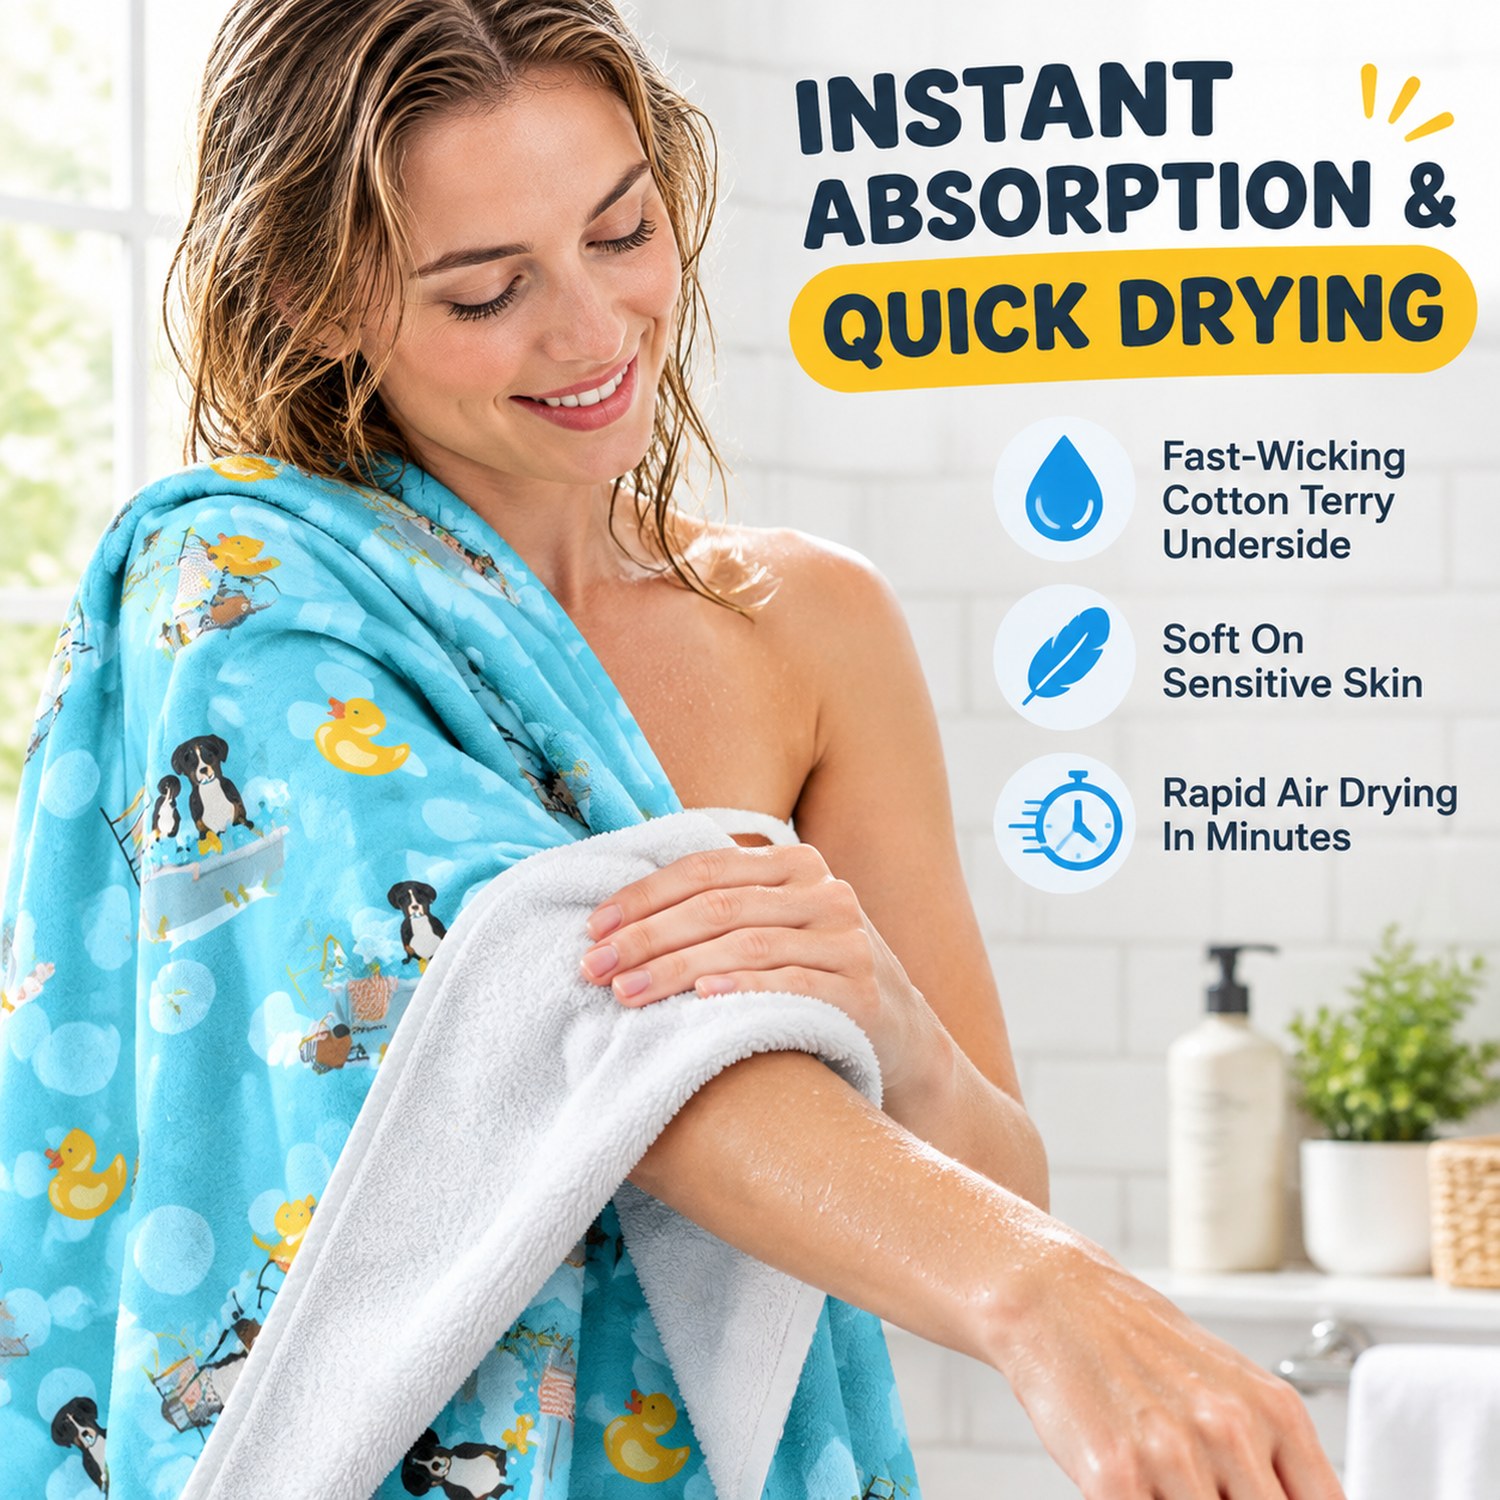 INSTANT
ABSORPTION &
QUICK DRYING
Fast-Wicking
Cotton Terry
Underside
Soft On
Sensitive Skin
Rapid Air Drying
In Minutes